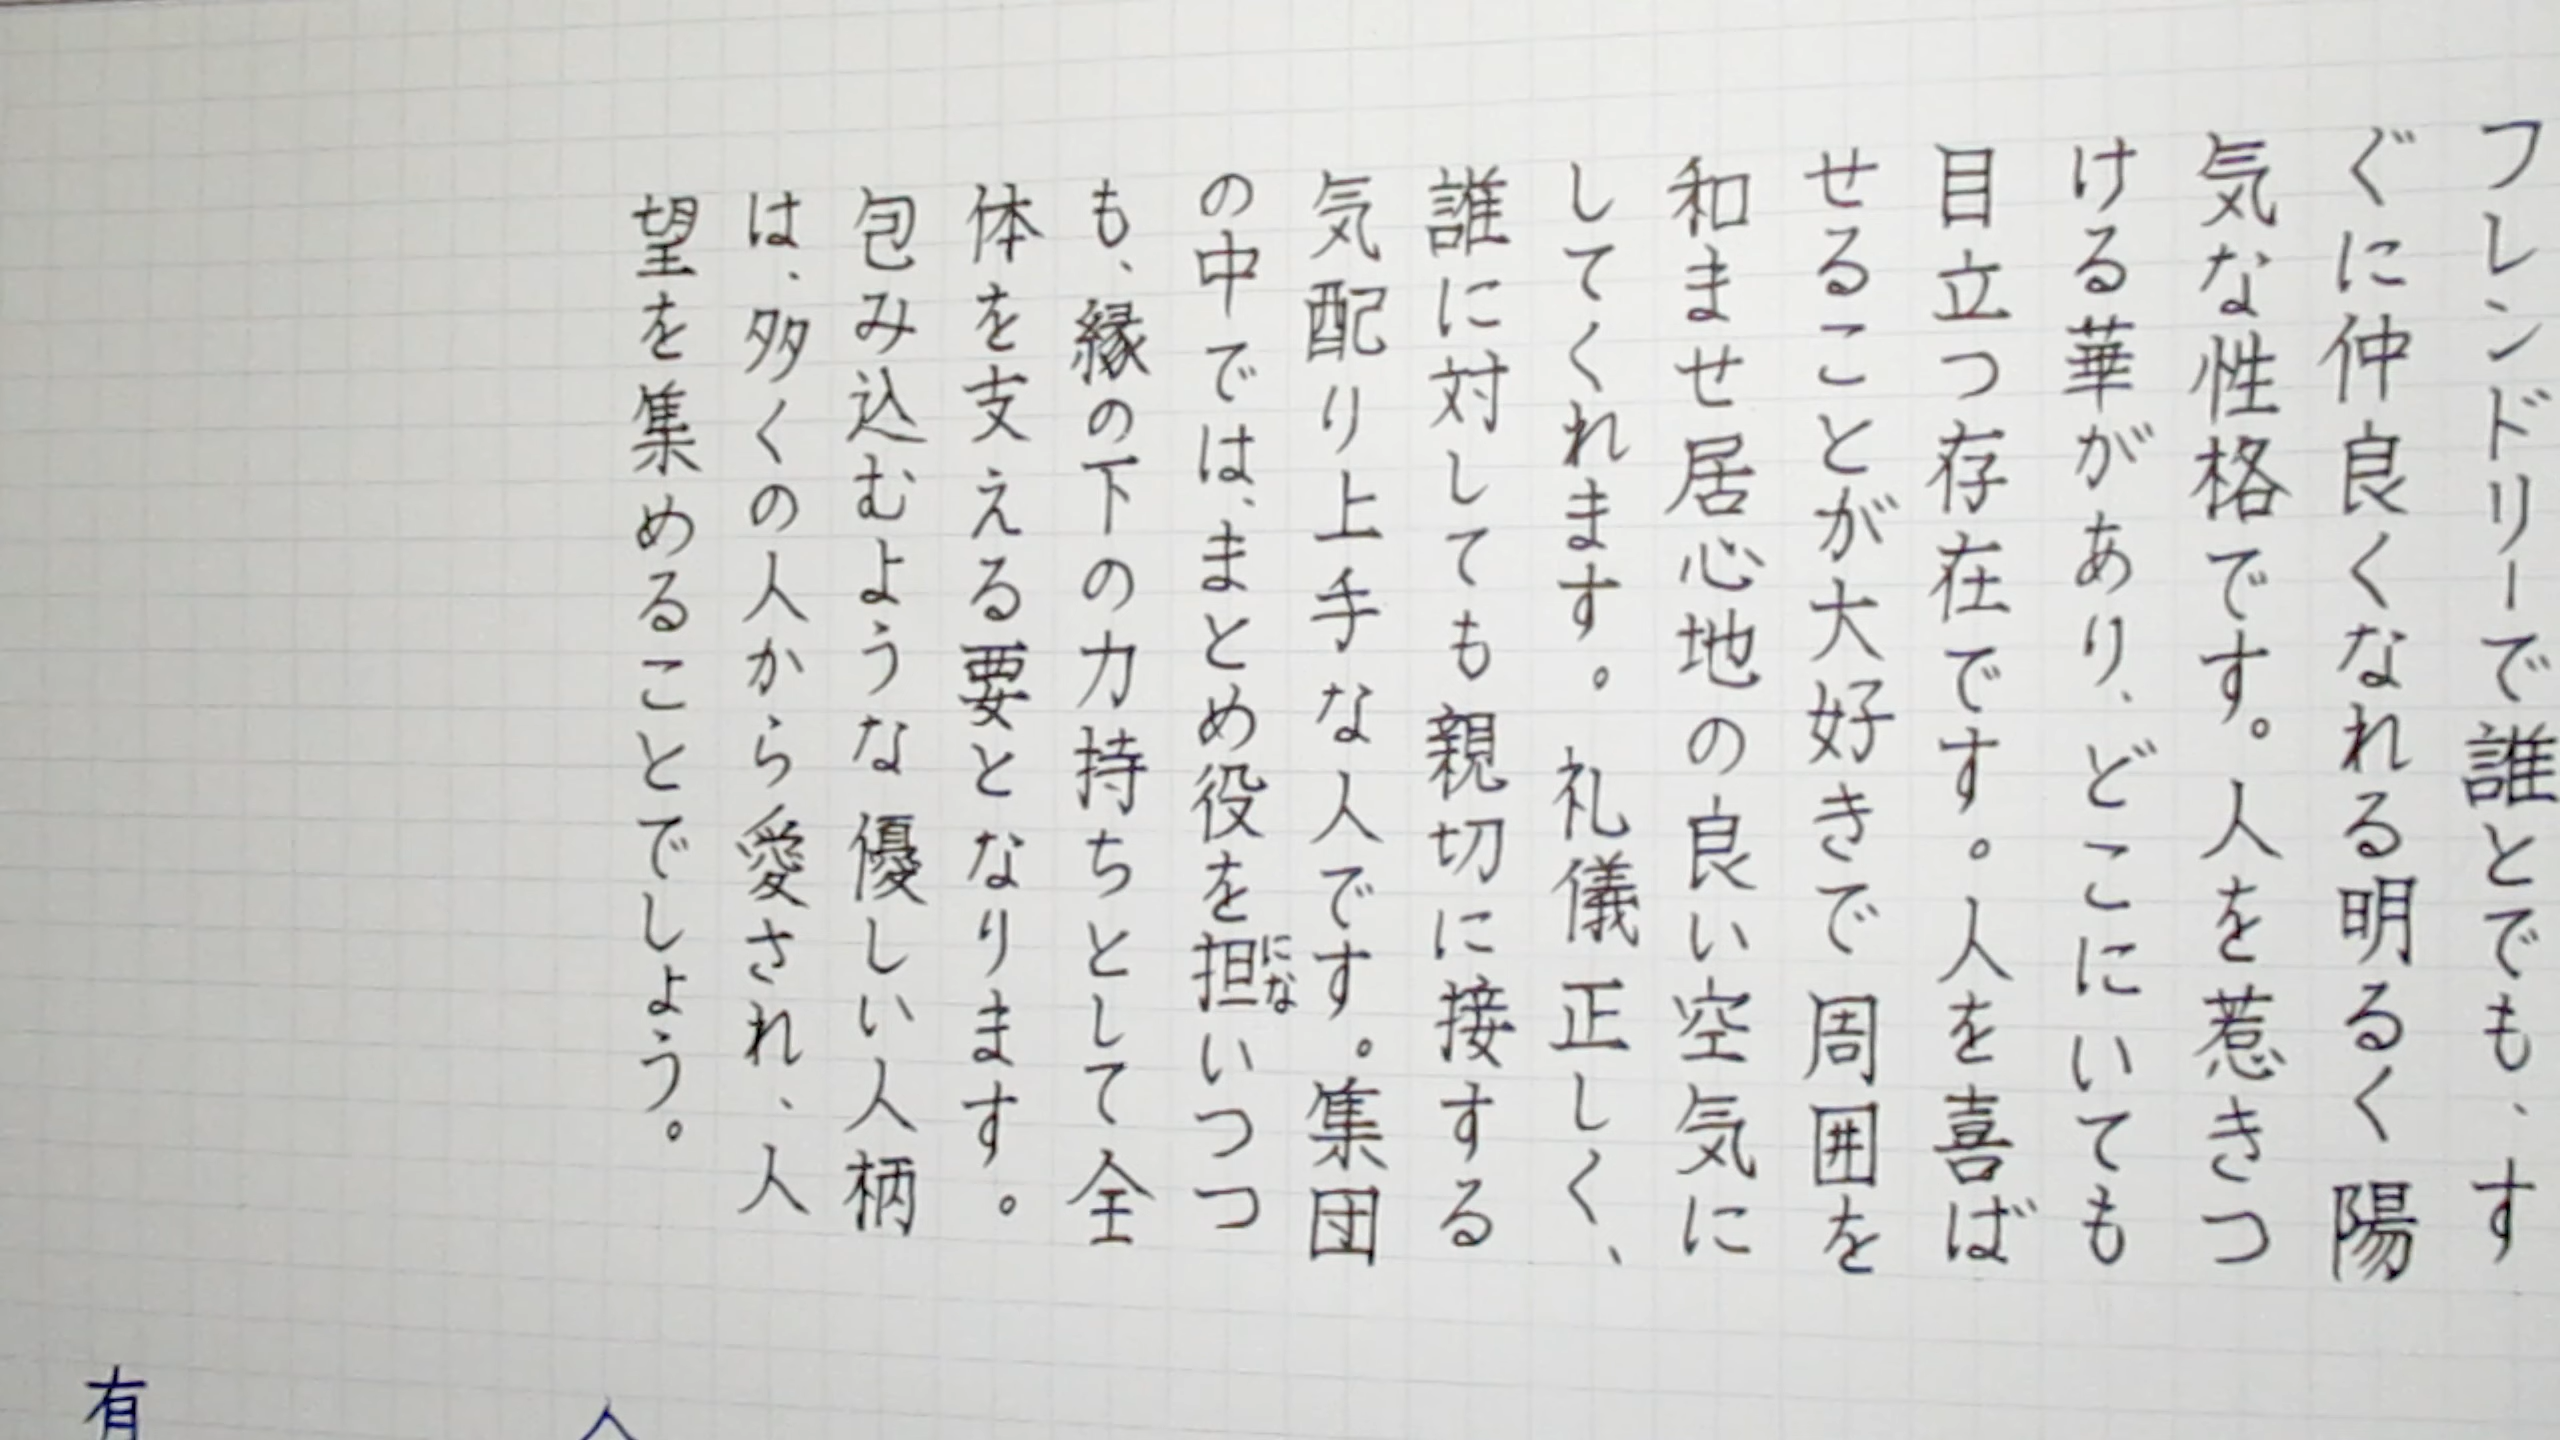 フレンドリーで誰とでも、す
ぐに仲良くなれる明るく陽
気な性格です。人を惹きつ
ける華があり、どこにいても
目立つ存在です。人を喜ば
せることが大好きで周囲を
和ませ居心地の良い空気に
してくれます。礼儀正しく、
誰に対しても親切に接する
気配り上手な人です。集団
の中では、まとめ役を担いつつ
にな
も、縁の下の力持ちとして全
体を支える要となります。
包み込むような優しい人柄
は、多くの人から愛され、人
望を集めることでしょう。
有